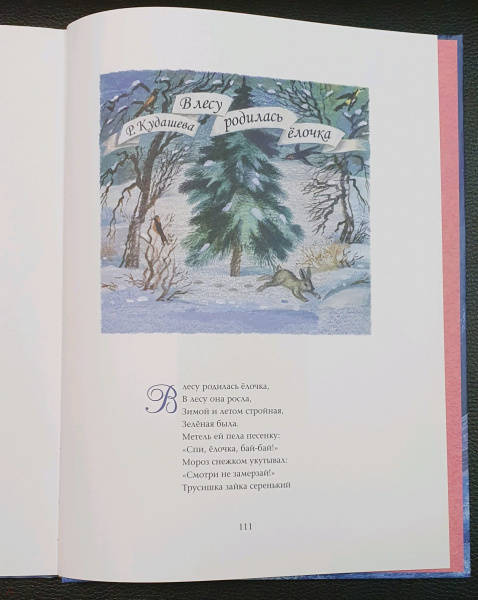 Р. Кудашева
В лесу
родилась
ёлочка
В лесу родилась ёлочка,
В лесу она росла,
Зимой и летом стройная,
Зелёная была.
Метель ей пела песенку:
«Спи, ёлочка, бай-бай!»
Мороз снежком укутывал:
«Смотри не замерзай!»
Трусишка зайка серенький
111